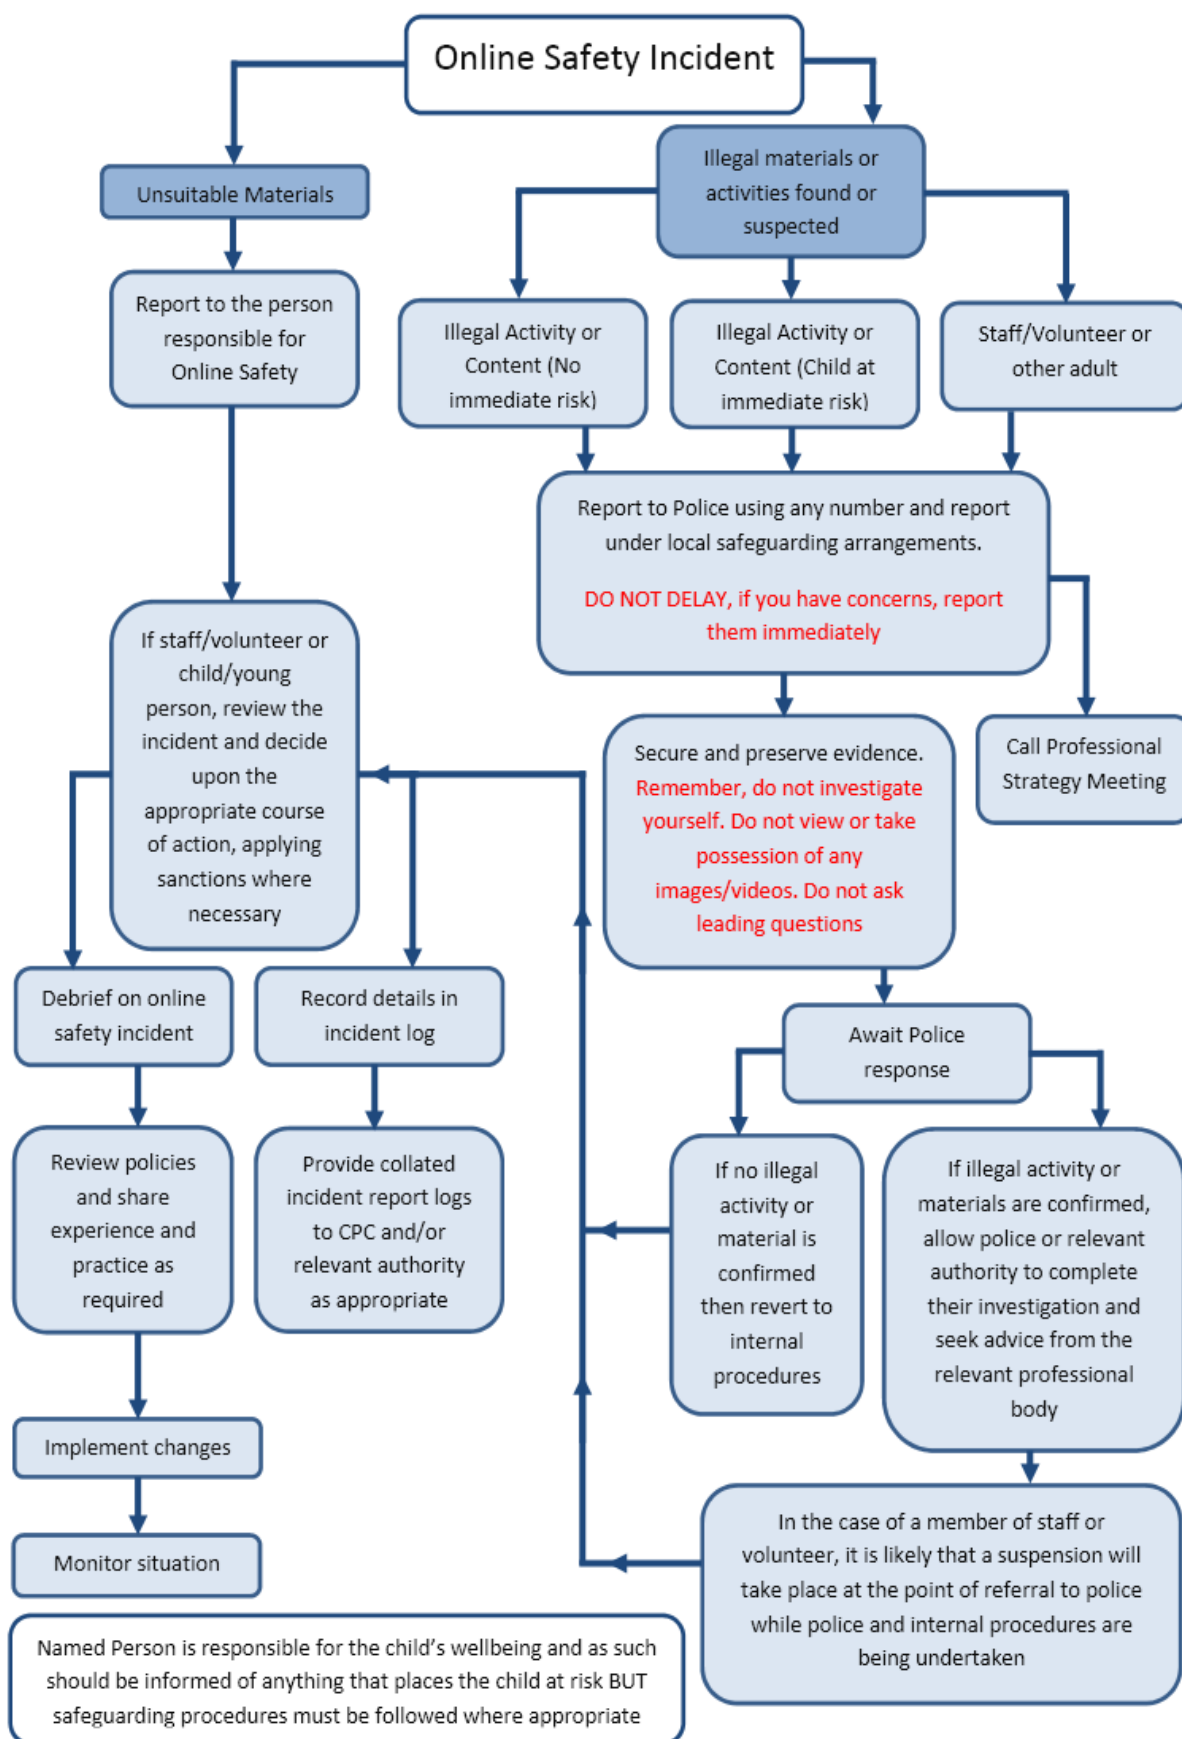 Online Safety Incident
Unsuitable Materials
Illegal materials or
activities found or
suspected
Report to the person
responsible for
Online Safety
Illegal Activity or
Content (No
immediate risk)
Illegal Activity or
Content (Child at
immediate risk)
Staff/Volunteer or
other adult
Report to Police using any number and report
under local safeguarding arrangements.
DO NOT DELAY, if you have concerns, report
them immediately
If staff/volunteer or
child/young
person, review the
incident and decide
upon the
appropriate course
of action, applying
sanctions where
necessary
Secure and preserve evidence.
Remember, do not investigate
yourself. Do not view or take
possession of any
images/videos. Do not ask
leading questions
Call Professional
Strategy Meeting
Debrief on online
safety incident
Record details in
incident log
Await Police
response
Review policies
and share
experience and
practice as
required
Provide collated
incident report logs
to CPC and/or
relevant authority
as appropriate
If no illegal
activity or
material is
confirmed
then revert to
internal
procedures
If illegal activity or
materials are confirmed,
allow police or relevant
authority to complete
their investigation and
seek advice from the
relevant professional
body
Implement changes
Monitor situation
In the case of a member of staff or
volunteer, it is likely that a suspension will
take place at the point of referral to police
while police and internal procedures are
being undertaken
Named Person is responsible for the child's wellbeing and as such
should be informed of anything that places the child at risk BUT
safeguarding procedures must be followed where appropriate